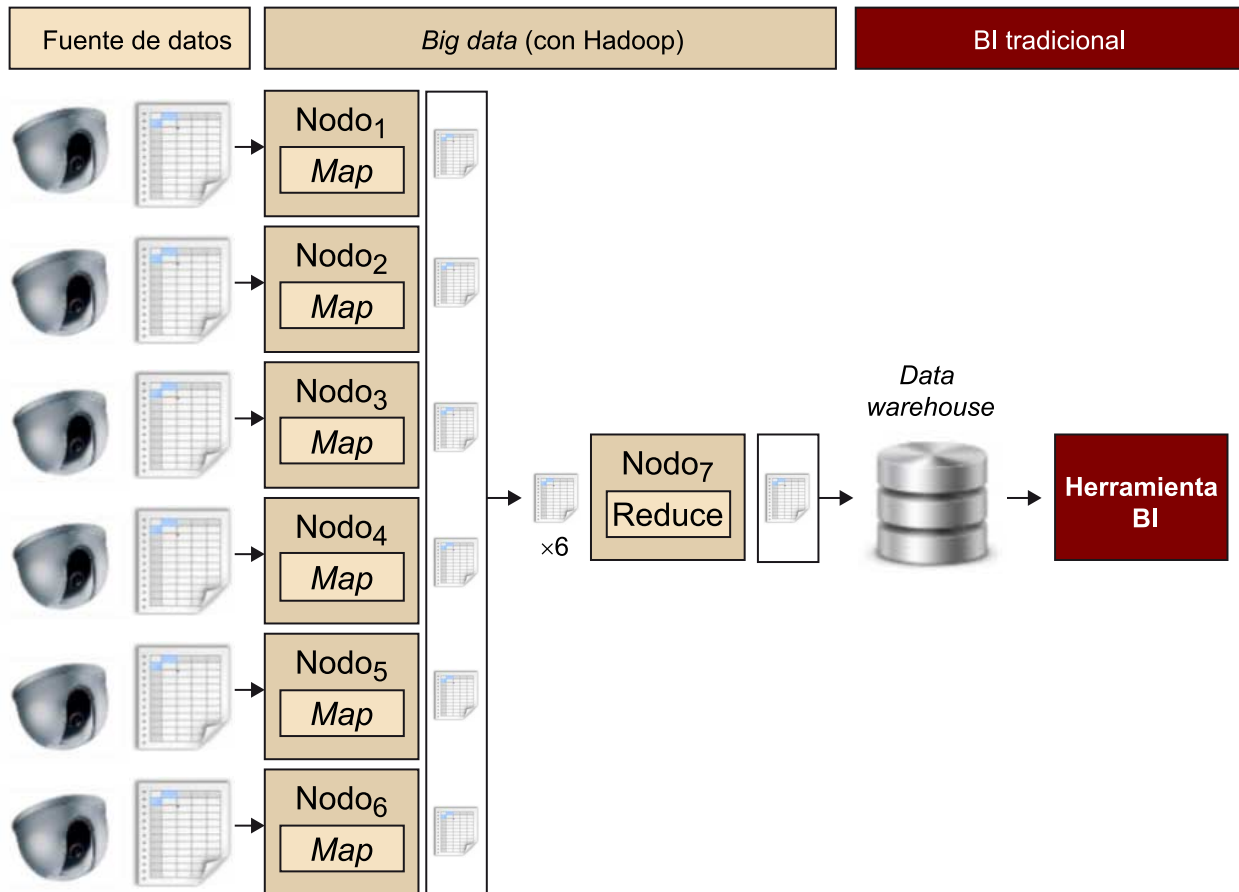 Fuente de datos
Big data (con Hadoop)
BI tradicional
Nodo1
Map
Nodo2
Map
Nodo3
Map
Nodo4
Map
Nodo5
Map
Nodo6
Map
×6
Nodo7
Reduce
Data
warehouse
Herramienta
BI